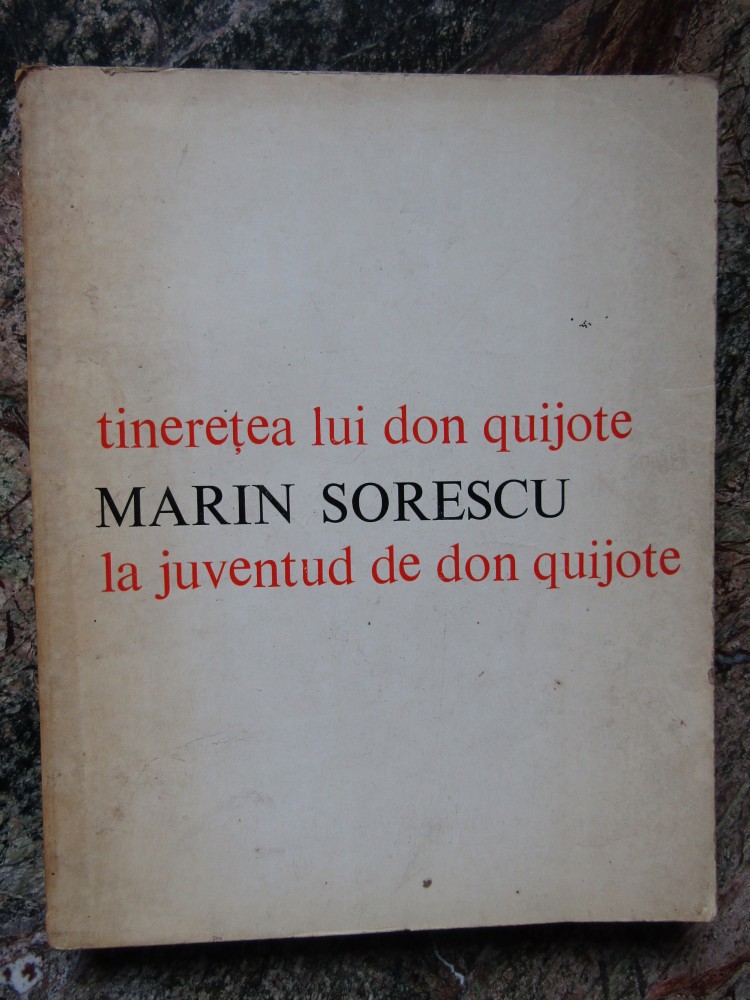 tinerețea lui don quijote
MARIN SORESCU
la juventud de don quijote